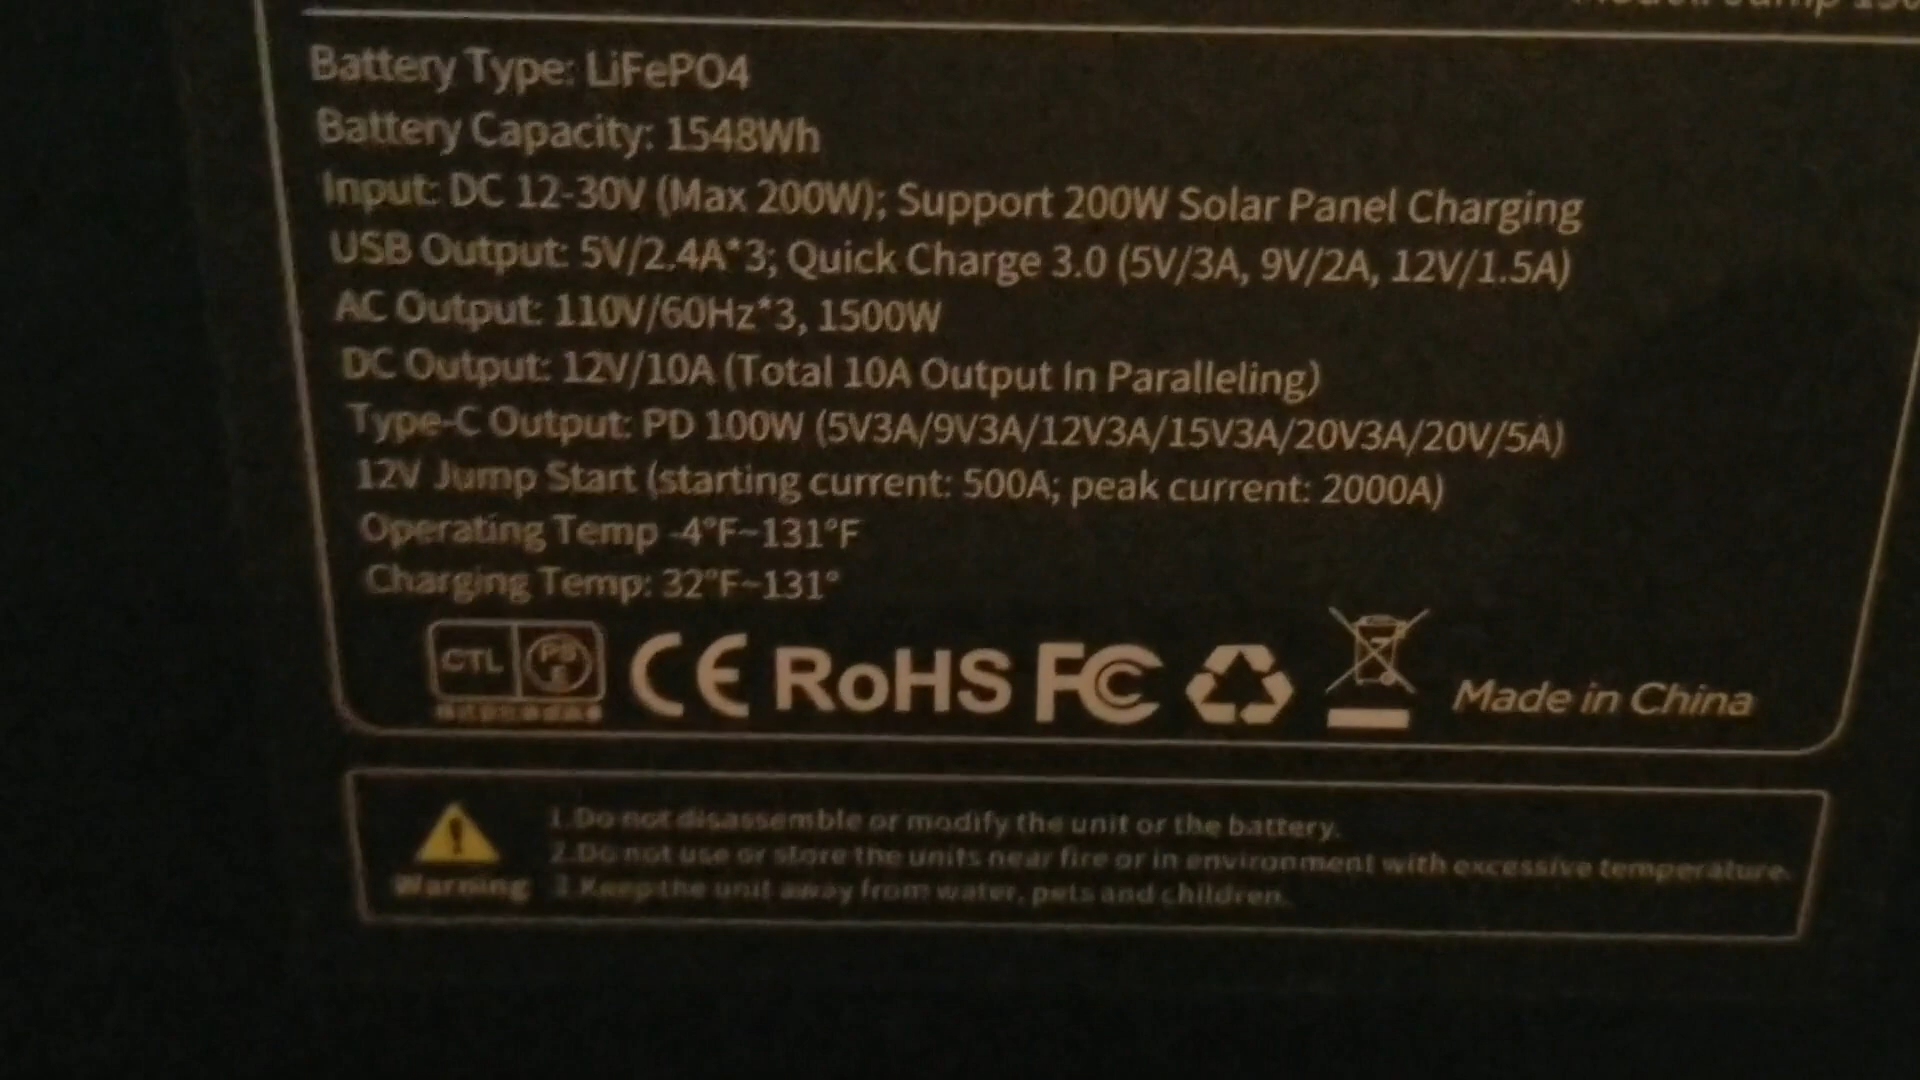 Battery Type: LiFePO4
Battery Capacity: 1548Wh
Input: DC 12-30V (Max 200W); Support 200W Solar Panel Charging
USB Output: 5V/2.4A*3; Quick Charge 3.0 (5V/3A, 9V/2A, 12V/1.5A)
AC Output: 110V/60Hz*3, 1500W
DC Output: 12V/10A (Total 10A Output In Paralleling)
Type-C Output: PD 100W (5V3A/9V3A/12V3A/15V3A/20V3A/20V/5A)
12V Jump Start (starting current: 500A; peak current: 2000A)
Operating Temp -4°F~131°F
Charging Temp: 32°F~131°
CTL CE RoHS FC Made in China
1.Do not disassemble or modify the unit or the battery.
2.Do not use or store the units near fire or in environment with excessive temperature.
Warning 3.Keep the unit away from water, pets and children.